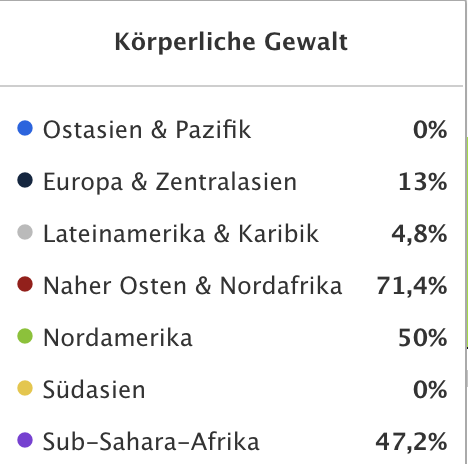 Körperliche Gewalt
Ostasien & Pazifik 0%
Europa & Zentralasien 13%
Lateinamerika & Karibik 4,8%
Naher Osten & Nordafrika 71,4%
Nordamerika 50%
Südasien 0%
Sub-Sahara-Afrika 47,2%